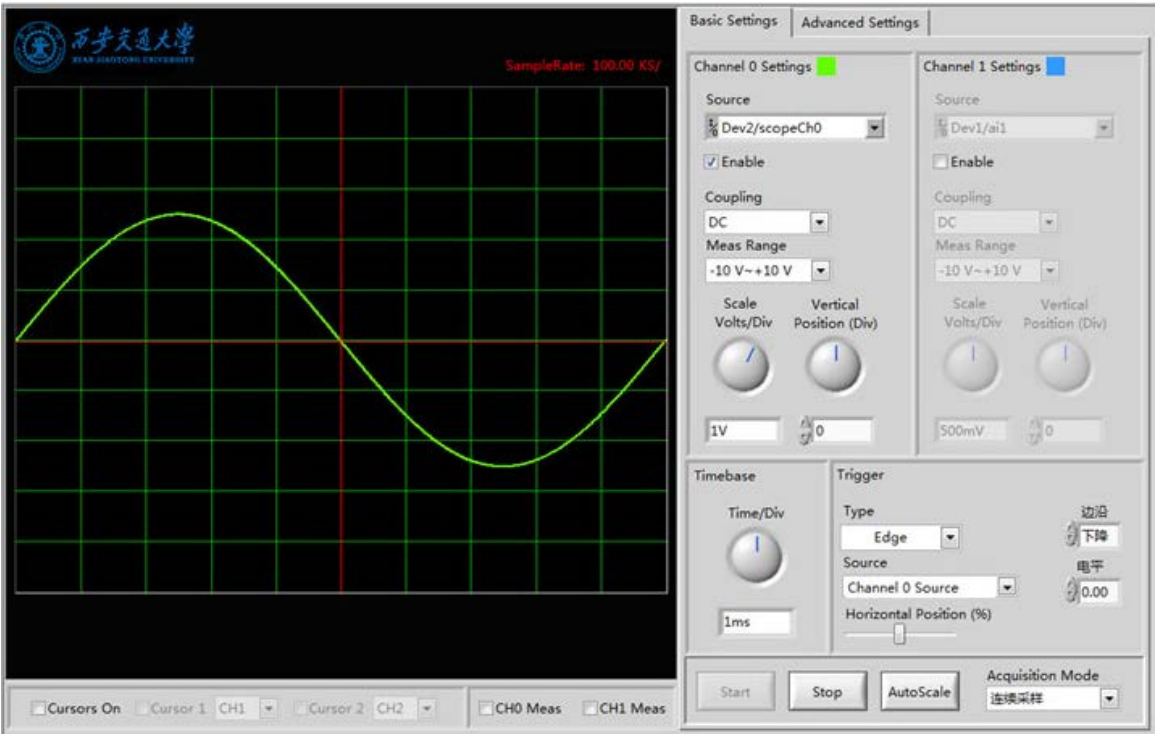 西安交通大学
XIAN JIAOTONG UNIVERSITY
SampleRate: 100.00 KS/
Basic Settings
Advanced Settings
Channel 0 Settings
Source
Dev2/scopeCh0
Enable
Coupling
DC
Meas Range
-10 V~+10 V
Scale Volts/Div
Vertical Position (Div)
1V
0
Channel 1 Settings
Source
Dev1/ai1
Enable
Coupling
DC
Meas Range
-10 V~+10 V
Scale Volts/Div
Vertical Position (Div)
500mV
0
Timebase
Time/Div
1ms
Trigger
Type
Edge
Source
Channel 0 Source
Horizontal Position (%)
边沿
下降
电平
0.00
Cursors On
Cursor 1
CH1
Cursor 2
CH2
CH0 Meas
CH1 Meas
Start
Stop
AutoScale
Acquisition Mode
连续采样